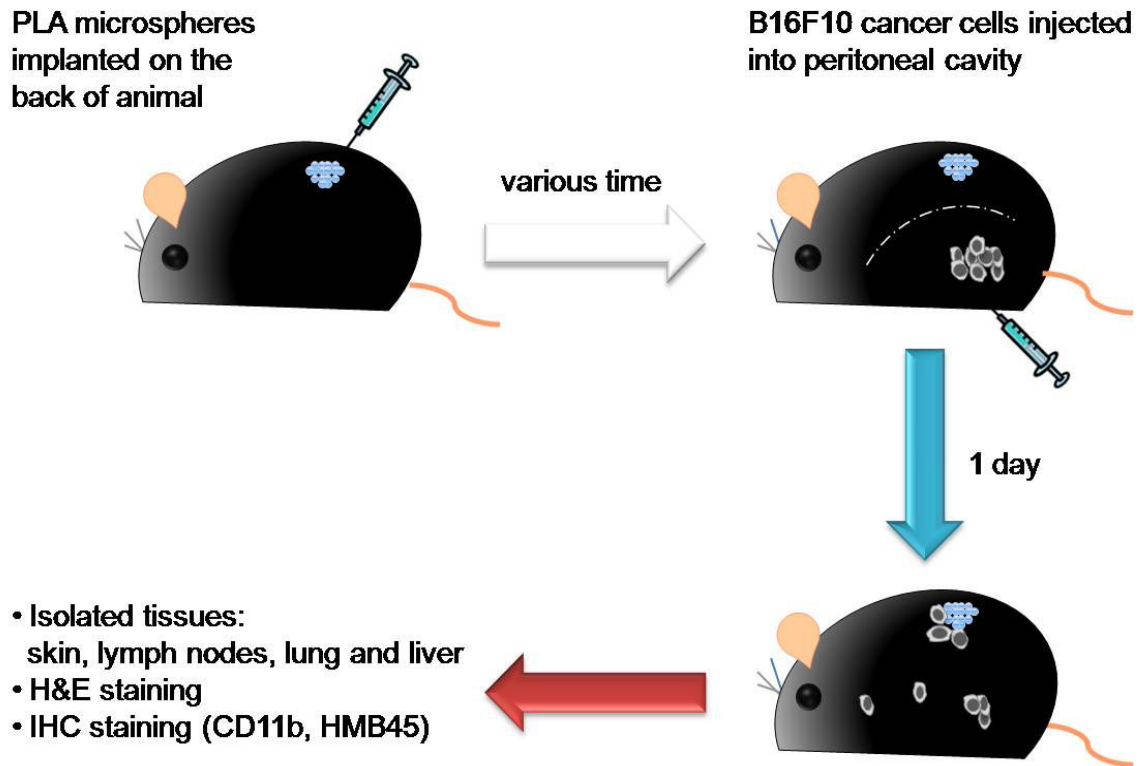 PLA microspheres
implanted on the
back of animal
various time
B16F10 cancer cells injected
into peritoneal cavity
1 day
• Isolated tissues:
skin, lymph nodes, lung and liver
• H&E staining
• IHC staining (CD11b, HMB45)